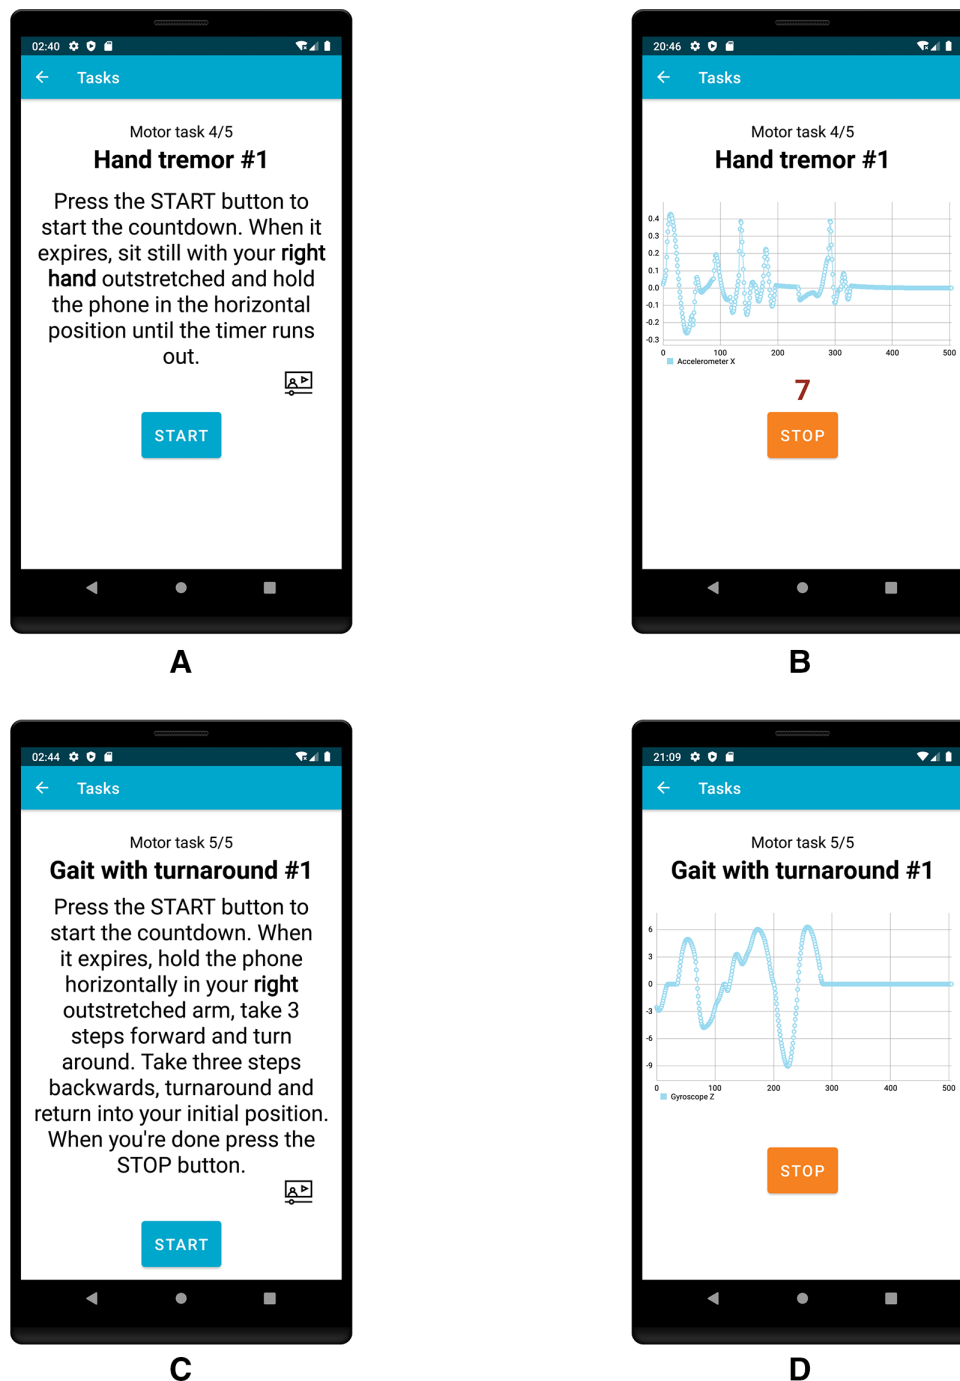 02:40
Tasks
Motor task 4/5
Hand tremor #1
Press the START button to
start the countdown. When it
expires, sit still with your right
hand outstretched and hold
the phone in the horizontal
position until the timer runs
out.
START
A
20:46
Tasks
Motor task 4/5
Hand tremor #1
0.4
0.3
0.2
0.1
0.0
-0.1
-0.2
-0.3
0 100 200 300 400 500
Accelerometer X
7
STOP
B
02:44
Tasks
Motor task 5/5
Gait with turnaround #1
Press the START button to
start the countdown. When
it expires, hold the phone
horizontally in your right
outstretched arm, take 3
steps forward and turn
around. Take three steps
backwards, turnaround and
return into your initial position.
When you're done press the
STOP button.
START
C
21:09
Tasks
Motor task 5/5
Gait with turnaround #1
6
3
0
-3
-6
-9
0 100 200 300 400 500
Gyroscope Z
STOP
D